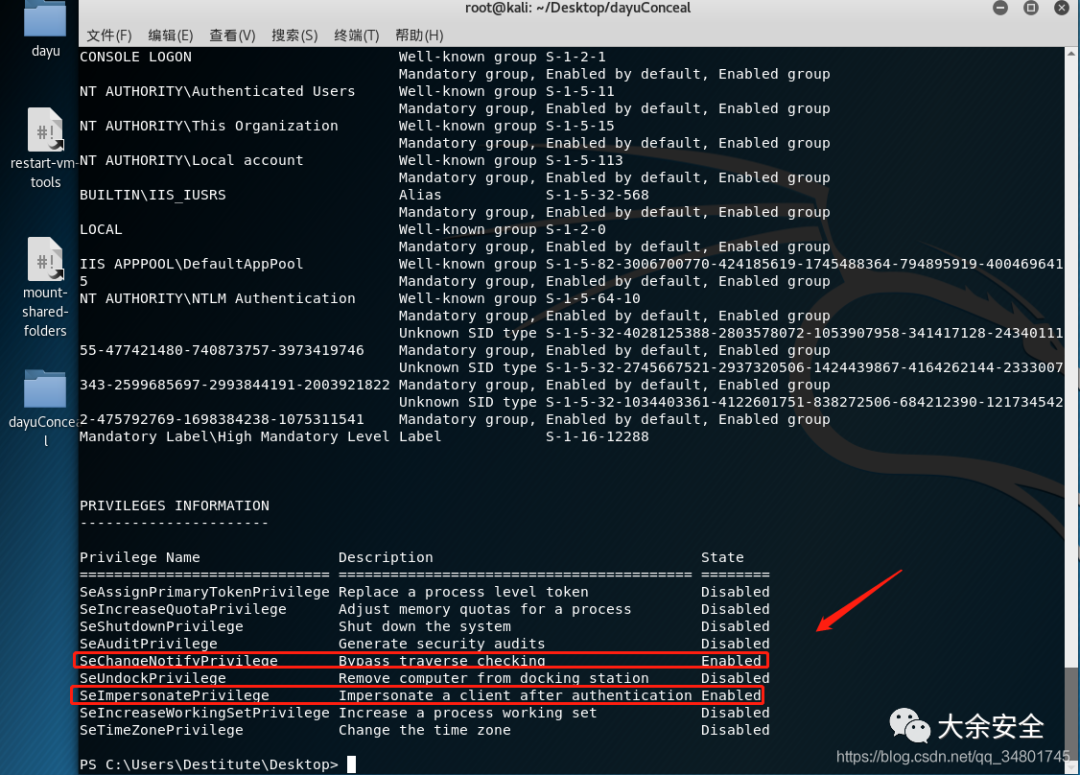 root@kali: ~/Desktop/dayuConceal
文件(F) 编辑(E) 查看(V) 搜索(S) 终端(T) 帮助(H)
dayu
restart-vm-tools
mount-shared-folders
dayuConceal
CONSOLE LOGON Well-known group S-1-2-1
Mandatory group, Enabled by default, Enabled group
NT AUTHORITY\Authenticated Users Well-known group S-1-5-11
Mandatory group, Enabled by default, Enabled group
NT AUTHORITY\This Organization Well-known group S-1-5-15
Mandatory group, Enabled by default, Enabled group
NT AUTHORITY\Local account Well-known group S-1-5-113
Mandatory group, Enabled by default, Enabled group
BUILTIN\IIS_IUSRS Alias S-1-5-32-568
Mandatory group, Enabled by default, Enabled group
LOCAL Well-known group S-1-2-0
Mandatory group, Enabled by default, Enabled group
IIS APPPOOL\DefaultAppPool Well-known group S-1-5-82-3006700770-424185619-1745488364-794895919-400469641
5 Mandatory group, Enabled by default, Enabled group
NT AUTHORITY\NTLM Authentication Well-known group S-1-5-64-10
Mandatory group, Enabled by default, Enabled group
Unknown SID type S-1-5-32-4028125388-2803578072-1053907958-341417128-24340111
55-477421480-740873757-3973419746 Mandatory group, Enabled by default, Enabled group
Unknown SID type S-1-5-32-2745667521-2937320506-1424439867-4164262144-2333007
343-2599685697-2993844191-2003921822 Mandatory group, Enabled by default, Enabled group
Unknown SID type S-1-5-32-1034403361-4122601751-838272506-684212390-121734542
2-475792769-1698384238-1075311541 Mandatory group, Enabled by default, Enabled group
Mandatory Label\High Mandatory Level Label S-1-16-12288
PRIVILEGES INFORMATION
----------------------
Privilege Name Description State
============================= ========================================= ========
SeAssignPrimaryTokenPrivilege Replace a process level token Disabled
SeIncreaseQuotaPrivilege Adjust memory quotas for a process Disabled
SeShutdownPrivilege Shut down the system Disabled
SeAuditPrivilege Generate security audits Disabled
SeChangeNotifyPrivilege Bypass traverse checking Enabled
SeUndockPrivilege Remove computer from docking station Disabled
SeImpersonatePrivilege Impersonate a client after authentication Enabled
SeIncreaseWorkingSetPrivilege Increase a process working set Disabled
SeTimeZonePrivilege Change the time zone Disabled
PS C:\Users\Destitute\Desktop>
大余安全
https://blog.csdn.net/qq_34801745